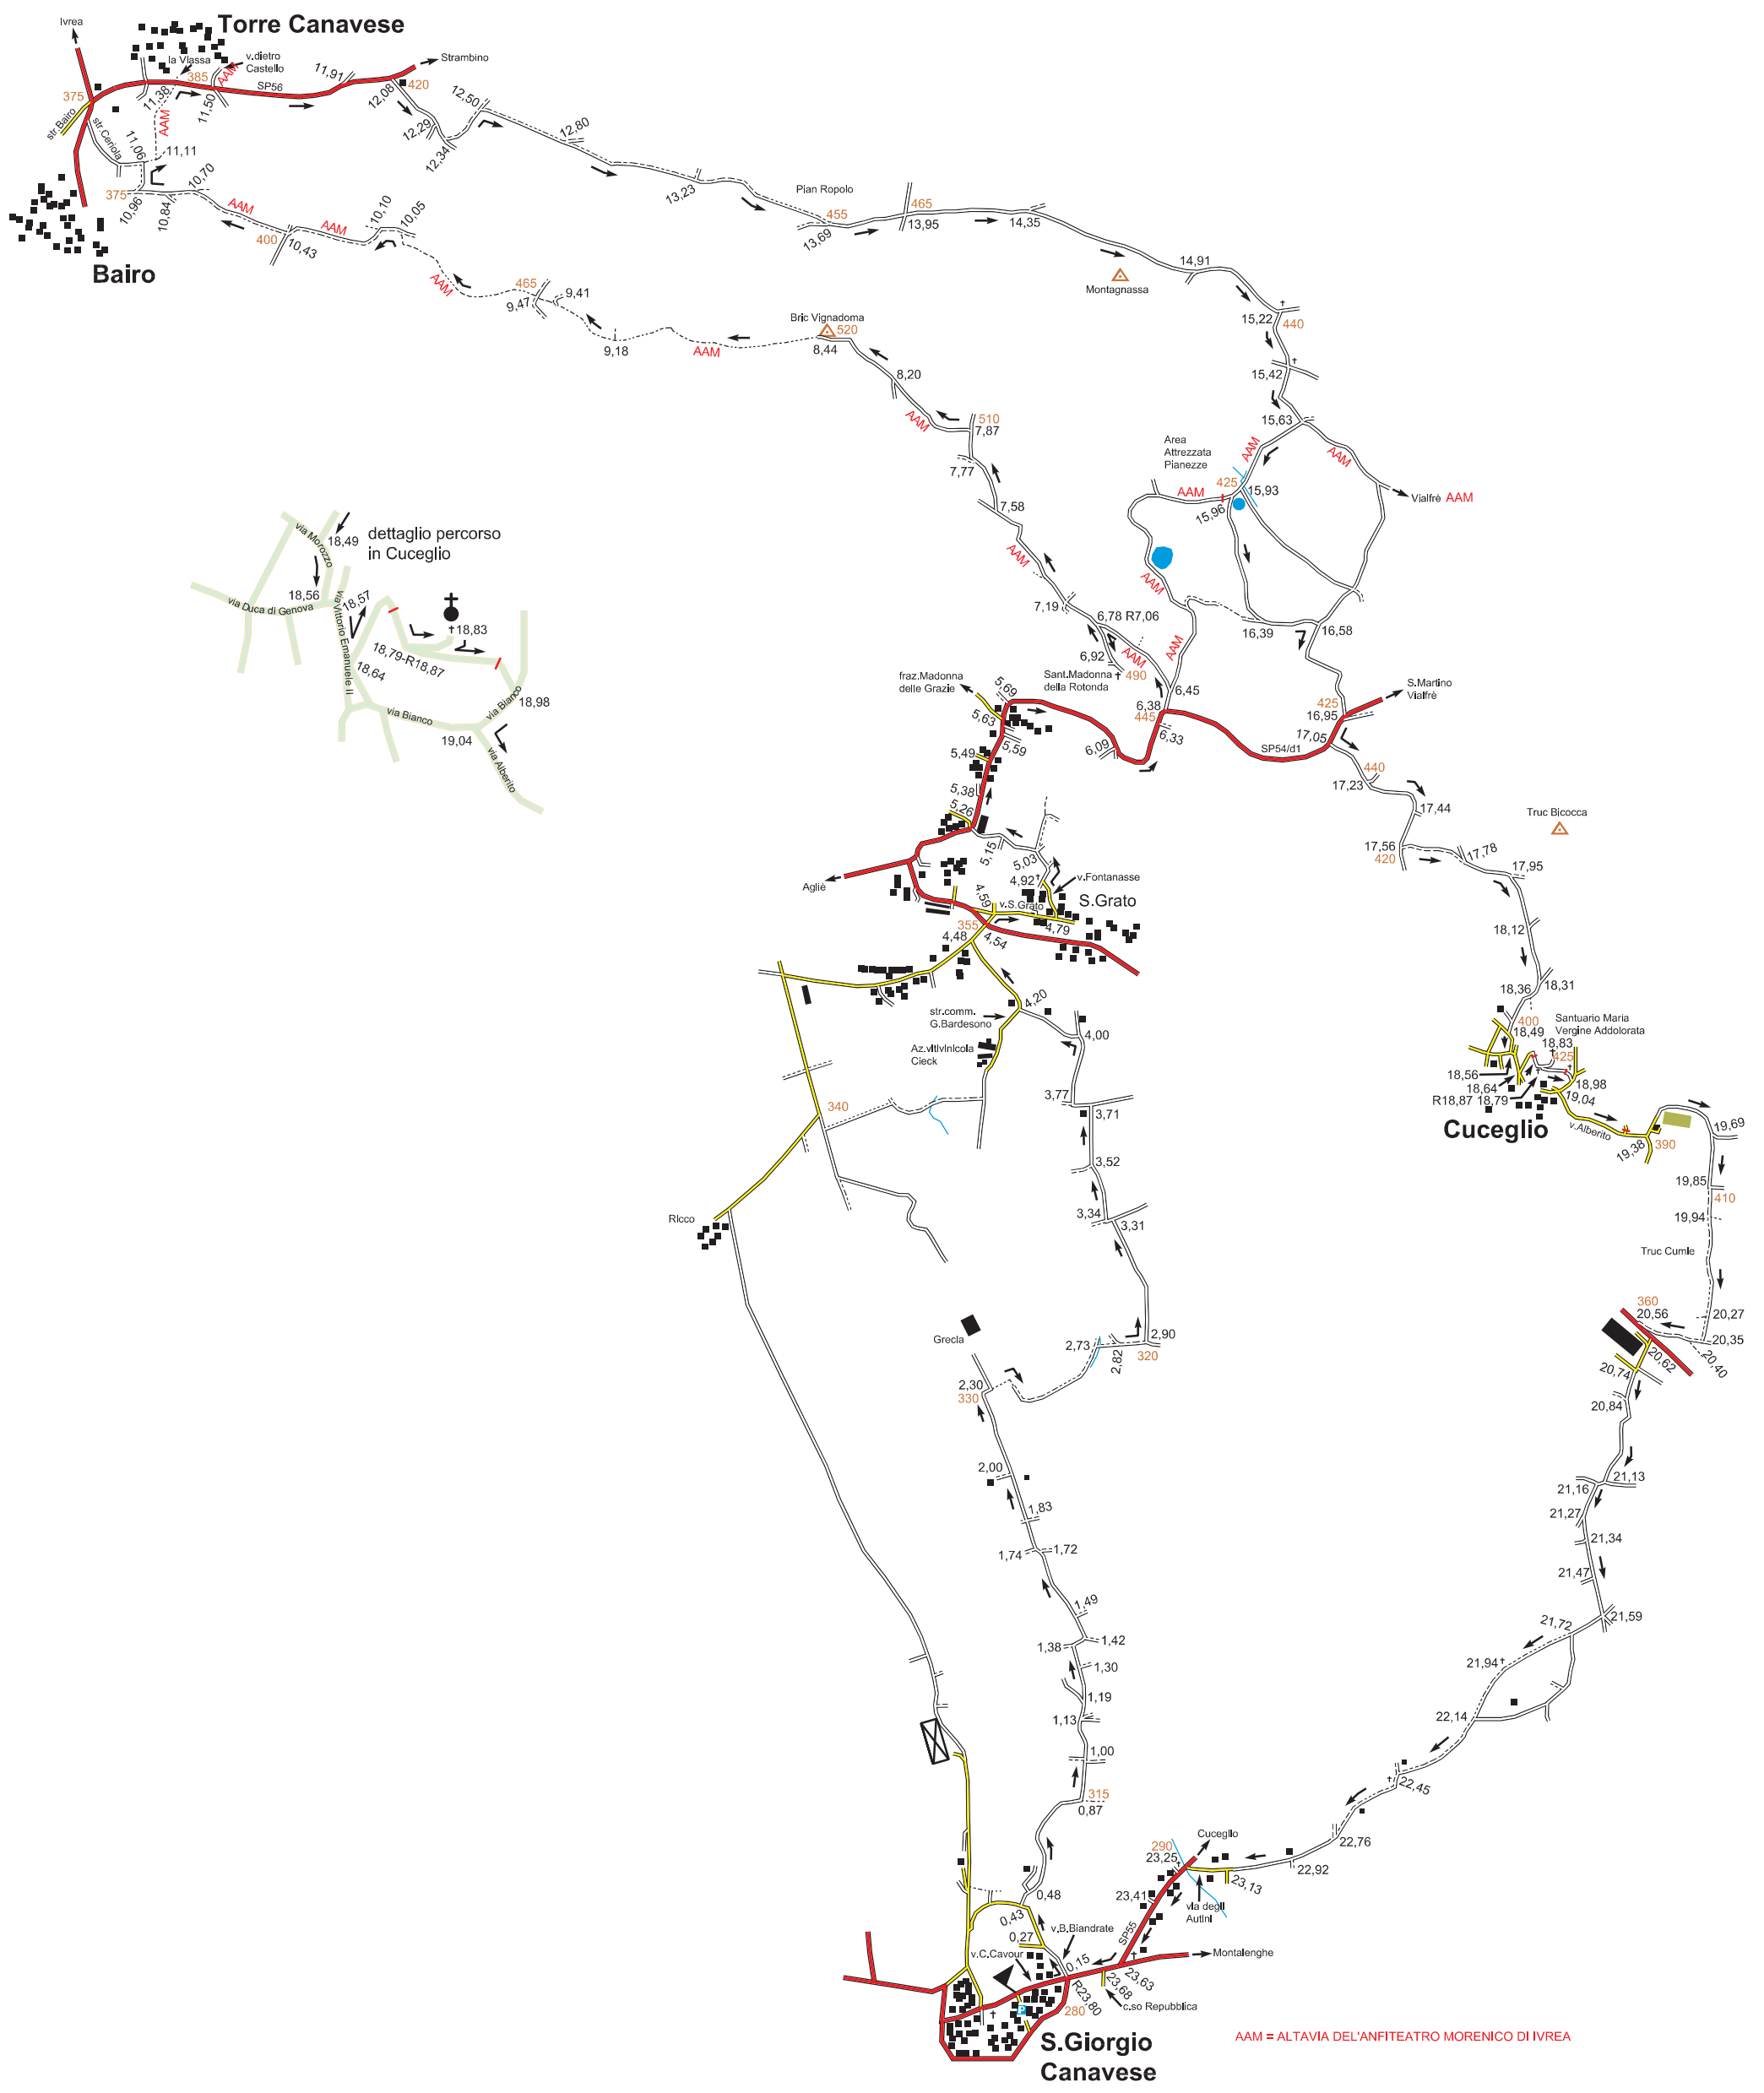 Ivrea
Torre Canavese
la Vlassa
v.dietro
Castello
Strambino
385
AAM
SP56
11,91
420
375
11,38
11,50
12,08
12,50
str.Bairo
str.Ceriola
11,06
AAM
11,11
12,29
12,34
12,80
375
10,96
10,84
10,70
13,23
Pian Ropolo
455
465
13,69
13,95
14,35
AAM
AAM
10,10
10,05
400
10,43
Bairo
AAM
465
9,47
9,41
14,91
Montagnassa
Bric Vignadoma
520
8,44
9,18
AAM
15,22
440
8,20
15,42
AAM
510
7,87
15,63
7,77
Area
Attrezzata
Pianezze
AAM
AAM
425
15,93
AAM
15,96
Vialfrè AAM
7,58
via Morozzo
18,49
dettaglio percorso
in Cuceglio
AAM
AAM
18,56
via Duca di Genova
18,57
via Vittorio Emanuele II
18,83
18,79-R18,87
18,64
via Bianco
via Bianco
18,98
19,04
via Alberito
7,19
6,78 R7,06
16,39
16,58
6,92
AAM
AAM
Sant.Madonna
della Rotonda
490
6,45
fraz.Madonna
delle Grazie
5,69
5,63
5,59
6,38
445
6,33
6,09
S.Martino
Vialfrè
425
16,95
17,05
SP54/d1
5,49
5,38
5,26
440
17,23
17,44
Truc Bicocca
5,15
5,03
17,56
420
17,78
17,95
Agliè
4,92
v.Fontanasse
4,59
v.S.Grato
S.Grato
355
4,48
4,54
4,79
18,12
18,36
18,31
4,20
str.comm.
G.Bardesono
4,00
Az.vitivinicola
Cieck
400
18,49
Santuario Maria
Vergine Addolorata
18,83
425
18,56
18,64
R18,87 18,79
18,98
19,04
Cuceglio
v.Alberito
19,38
390
19,69
340
3,77
3,71
3,52
19,85
410
19,94
3,34
3,31
Ricco
Truc Cumie
360
20,56
20,27
20,35
20,62
20,40
20,74
20,84
Grecia
2,73
2,82
2,90
320
2,30
330
2,00
21,13
21,16
1,83
21,27
21,34
1,74
1,72
21,47
1,49
21,59
21,72
1,38
1,42
1,30
21,94
1,19
1,13
22,14
1,00
22,45
315
0,87
22,76
Cuceglio
290
23,25
22,92
23,13
0,48
23,41
via degli
Autini
0,43
0,27
v.B.Biandrate
SP55
v.C.Cavour
0,15
Montalenghe
23,63
23,68
R23,80
c.so Repubblica
P
280
S.Giorgio
Canavese
AAM = ALTAVIA DEL'ANFITEATRO MORENICO DI IVREA